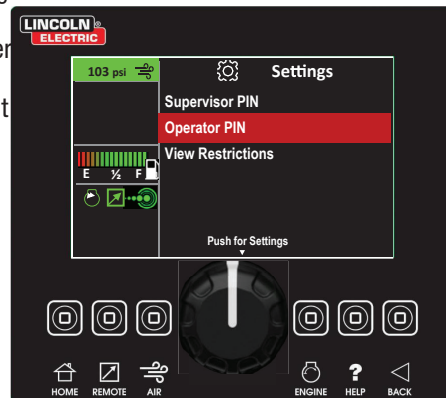 LINCOLN®
ELECTRIC
103 psi
Settings
Supervisor PIN
Operator PIN
View Restrictions
E ½ F
Push for Settings
HOME REMOTE AIR ENGINE ? HELP BACK